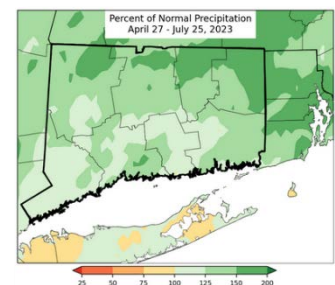 Percent of Normal Precipitation
April 27 - July 25, 2023
25 50 75 100 125 150 200